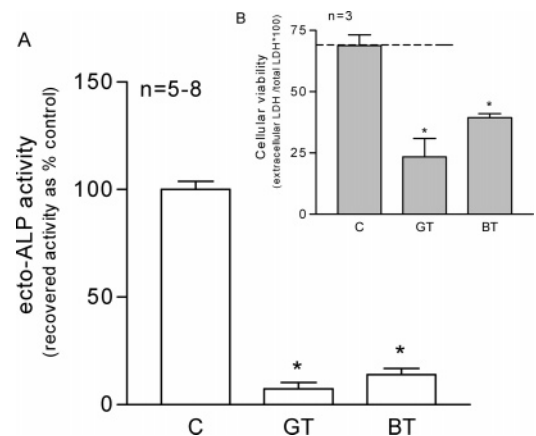 A
ecto-ALP activity
(recovered activity as % control)
150
100
50
0
n=5-8
*
*
C GT BT
B
Cellular viability
(extracellular LDH /total LDH*100)
75
50
25
0
n=3
*
*
C GT BT